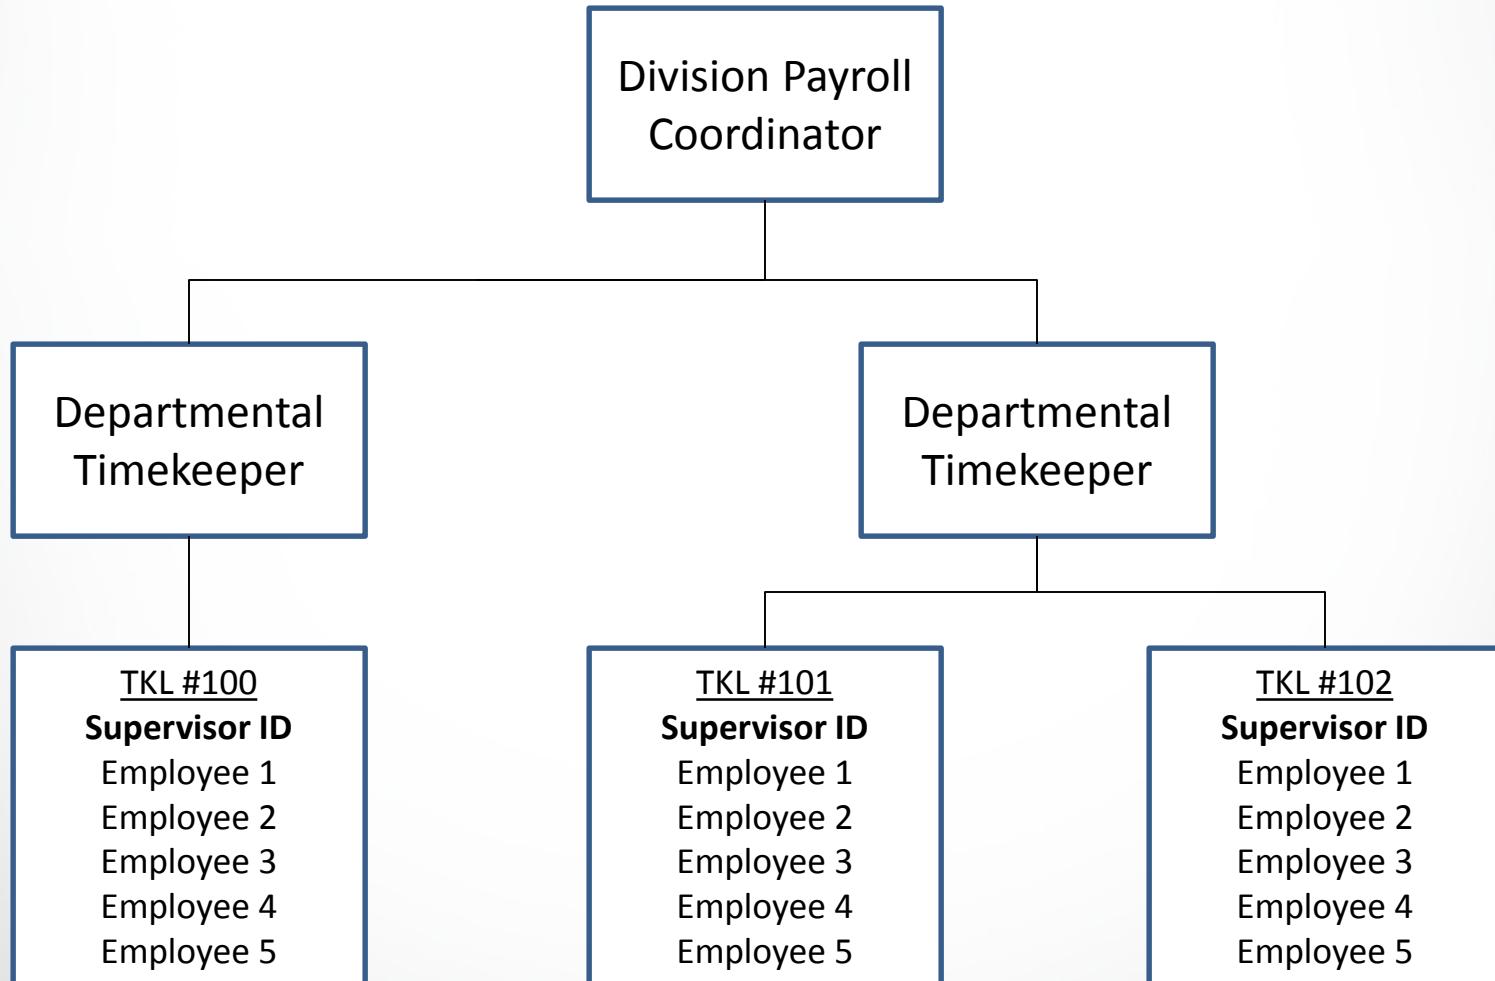 Division Payroll
Coordinator
Departmental
Timekeeper
Departmental
Timekeeper
TKL #100
Supervisor ID
Employee 1
Employee 2
Employee 3
Employee 4
Employee 5
TKL #101
Supervisor ID
Employee 1
Employee 2
Employee 3
Employee 4
Employee 5
TKL #102
Supervisor ID
Employee 1
Employee 2
Employee 3
Employee 4
Employee 5